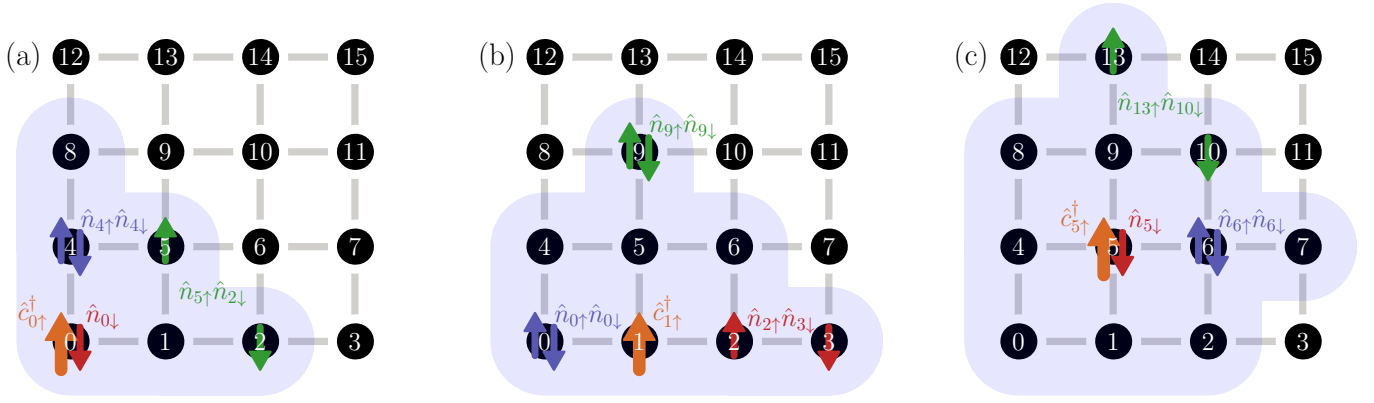 (a) 12 13 14 15
8 9 10 11
n̂₄↑n̂₄↓
4 5 6 7
n̂₅↑n̂₂↓
ĉ†₀↑ n̂₀↓
0 1 2 3
(b) 12 13 14 15
n̂₉↑n̂₉↓
8 9 10 11
4 5 6 7
n̂₀↑n̂₀↓ ĉ†₁↑ n̂₂↑n̂₃↓
0 1 2 3
(c) 12 13 14 15
n̂₁₃↑n̂₁₀↓
8 9 10 11
ĉ†₅↑ n̂₅↓ n̂₆↑n̂₆↓
4 5 6 7
0 1 2 3